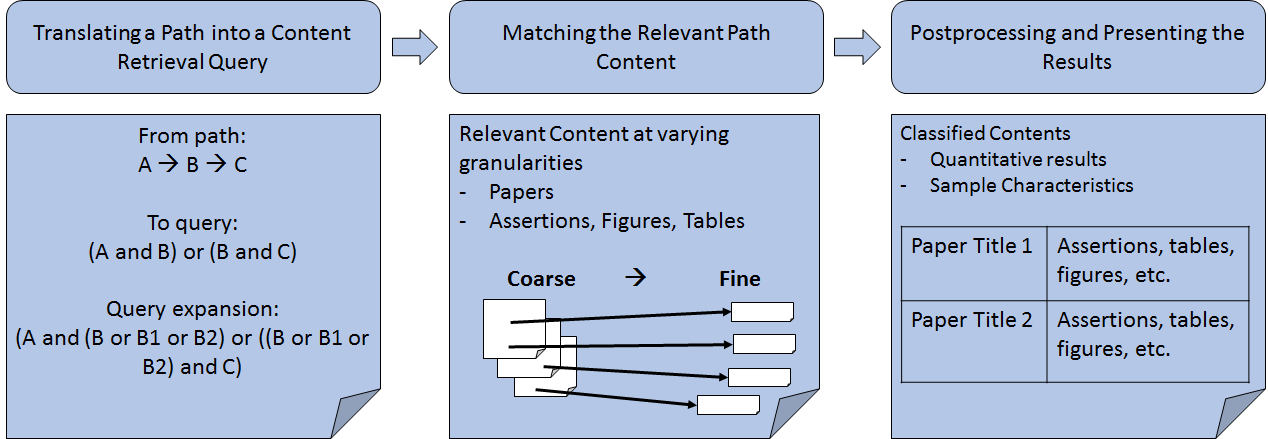 Translating a Path into a Content
Retrieval Query
Matching the Relevant Path
Content
Postprocessing and Presenting the
Results
From path:
A → B → C
To query:
(A and B) or (B and C)
Query expansion:
(A and (B or B1 or B2) or ((B or B1 or
B2) and C)
Relevant Content at varying
granularities
- Papers
- Assertions, Figures, Tables
Coarse → Fine
Classified Contents
- Quantitative results
- Sample Characteristics
Paper Title 1
Assertions, tables,
figures, etc.
Paper Title 2
Assertions, tables,
figures, etc.